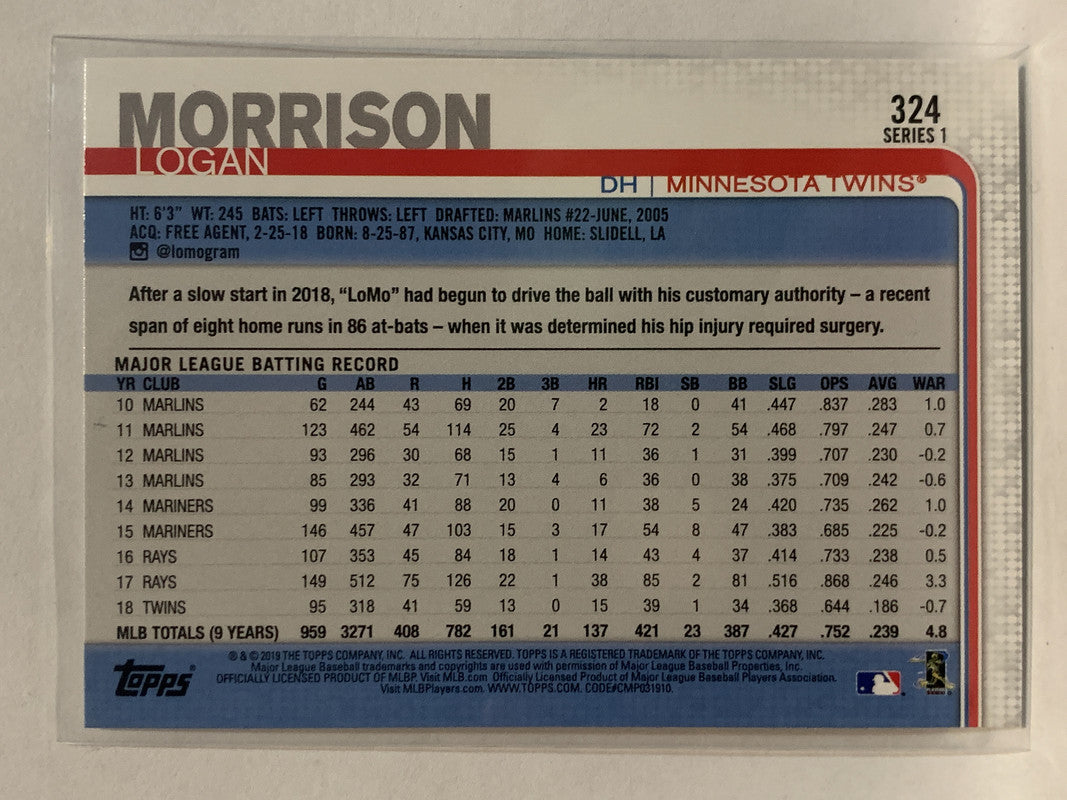 MORRISON
LOGAN
324
SERIES 1
DH | MINNESOTA TWINS®
HT: 6'3" WT: 245 BATS: LEFT THROWS: LEFT DRAFTED: MARLINS #22-JUNE, 2005
ACQ: FREE AGENT, 2-25-18 BORN: 8-25-87, KANSAS CITY, MO HOME: SLIDELL, LA
@lomogram
After a slow start in 2018, “LoMo” had begun to drive the ball with his customary authority – a recent
span of eight home runs in 86 at-bats – when it was determined his hip injury required surgery.
MAJOR LEAGUE BATTING RECORD
YR CLUB G AB R H 2B 3B HR RBI SB BB SLG OPS AVG WAR
10 MARLINS 62 244 43 69 20 7 2 18 0 41 .447 .837 .283 1.0
11 MARLINS 123 462 54 114 25 4 23 72 2 54 .468 .797 .247 0.7
12 MARLINS 93 296 30 68 15 1 11 36 1 31 .399 .707 .230 -0.2
13 MARLINS 85 293 32 71 13 4 6 36 0 38 .375 .709 .242 -0.6
14 MARINERS 99 336 41 88 20 0 11 38 5 24 .420 .735 .262 1.0
15 MARINERS 146 457 47 103 15 3 17 54 8 47 .383 .685 .225 -0.2
16 RAYS 107 353 45 84 18 1 14 43 4 37 .414 .733 .238 0.5
17 RAYS 149 512 75 126 22 1 38 85 2 81 .516 .868 .246 3.3
18 TWINS 95 318 41 59 13 0 15 39 1 34 .368 .644 .186 -0.7
MLB TOTALS (9 YEARS) 959 3271 408 782 161 21 137 421 23 387 .427 .752 .239 4.8
® & © 2019 THE TOPPS COMPANY, INC. ALL RIGHTS RESERVED. TOPPS IS A REGISTERED TRADEMARK OF THE TOPPS COMPANY, INC.
Major League Baseball trademarks and copyrights are used with permission of Major League Baseball Properties, Inc.
OFFICIALLY LICENSED PRODUCT OF MLBP. Visit MLB.com Officially Licensed Product of Major League Baseball Players Association.
Visit MLBPlayers.com. WWW.TOPPS.COM. CODE#CMP031910.
Topps®